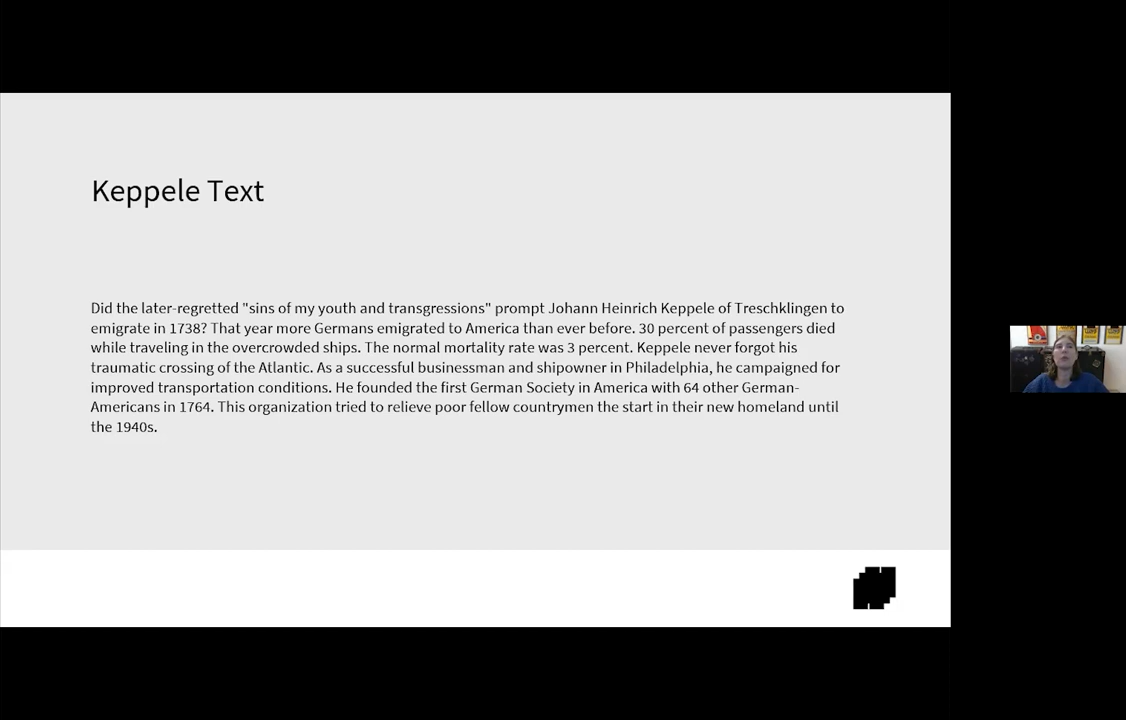 Keppele Text
Did the later-regretted "sins of my youth and transgressions" prompt Johann Heinrich Keppele of Treschklingen to
emigrate in 1738? That year more Germans emigrated to America than ever before. 30 percent of passengers died
while traveling in the overcrowded ships. The normal mortality rate was 3 percent. Keppele never forgot his
traumatic crossing of the Atlantic. As a successful businessman and shipowner in Philadelphia, he campaigned for
improved transportation conditions. He founded the first German Society in America with 64 other German-
Americans in 1764. This organization tried to relieve poor fellow countrymen the start in their new homeland until
the 1940s.